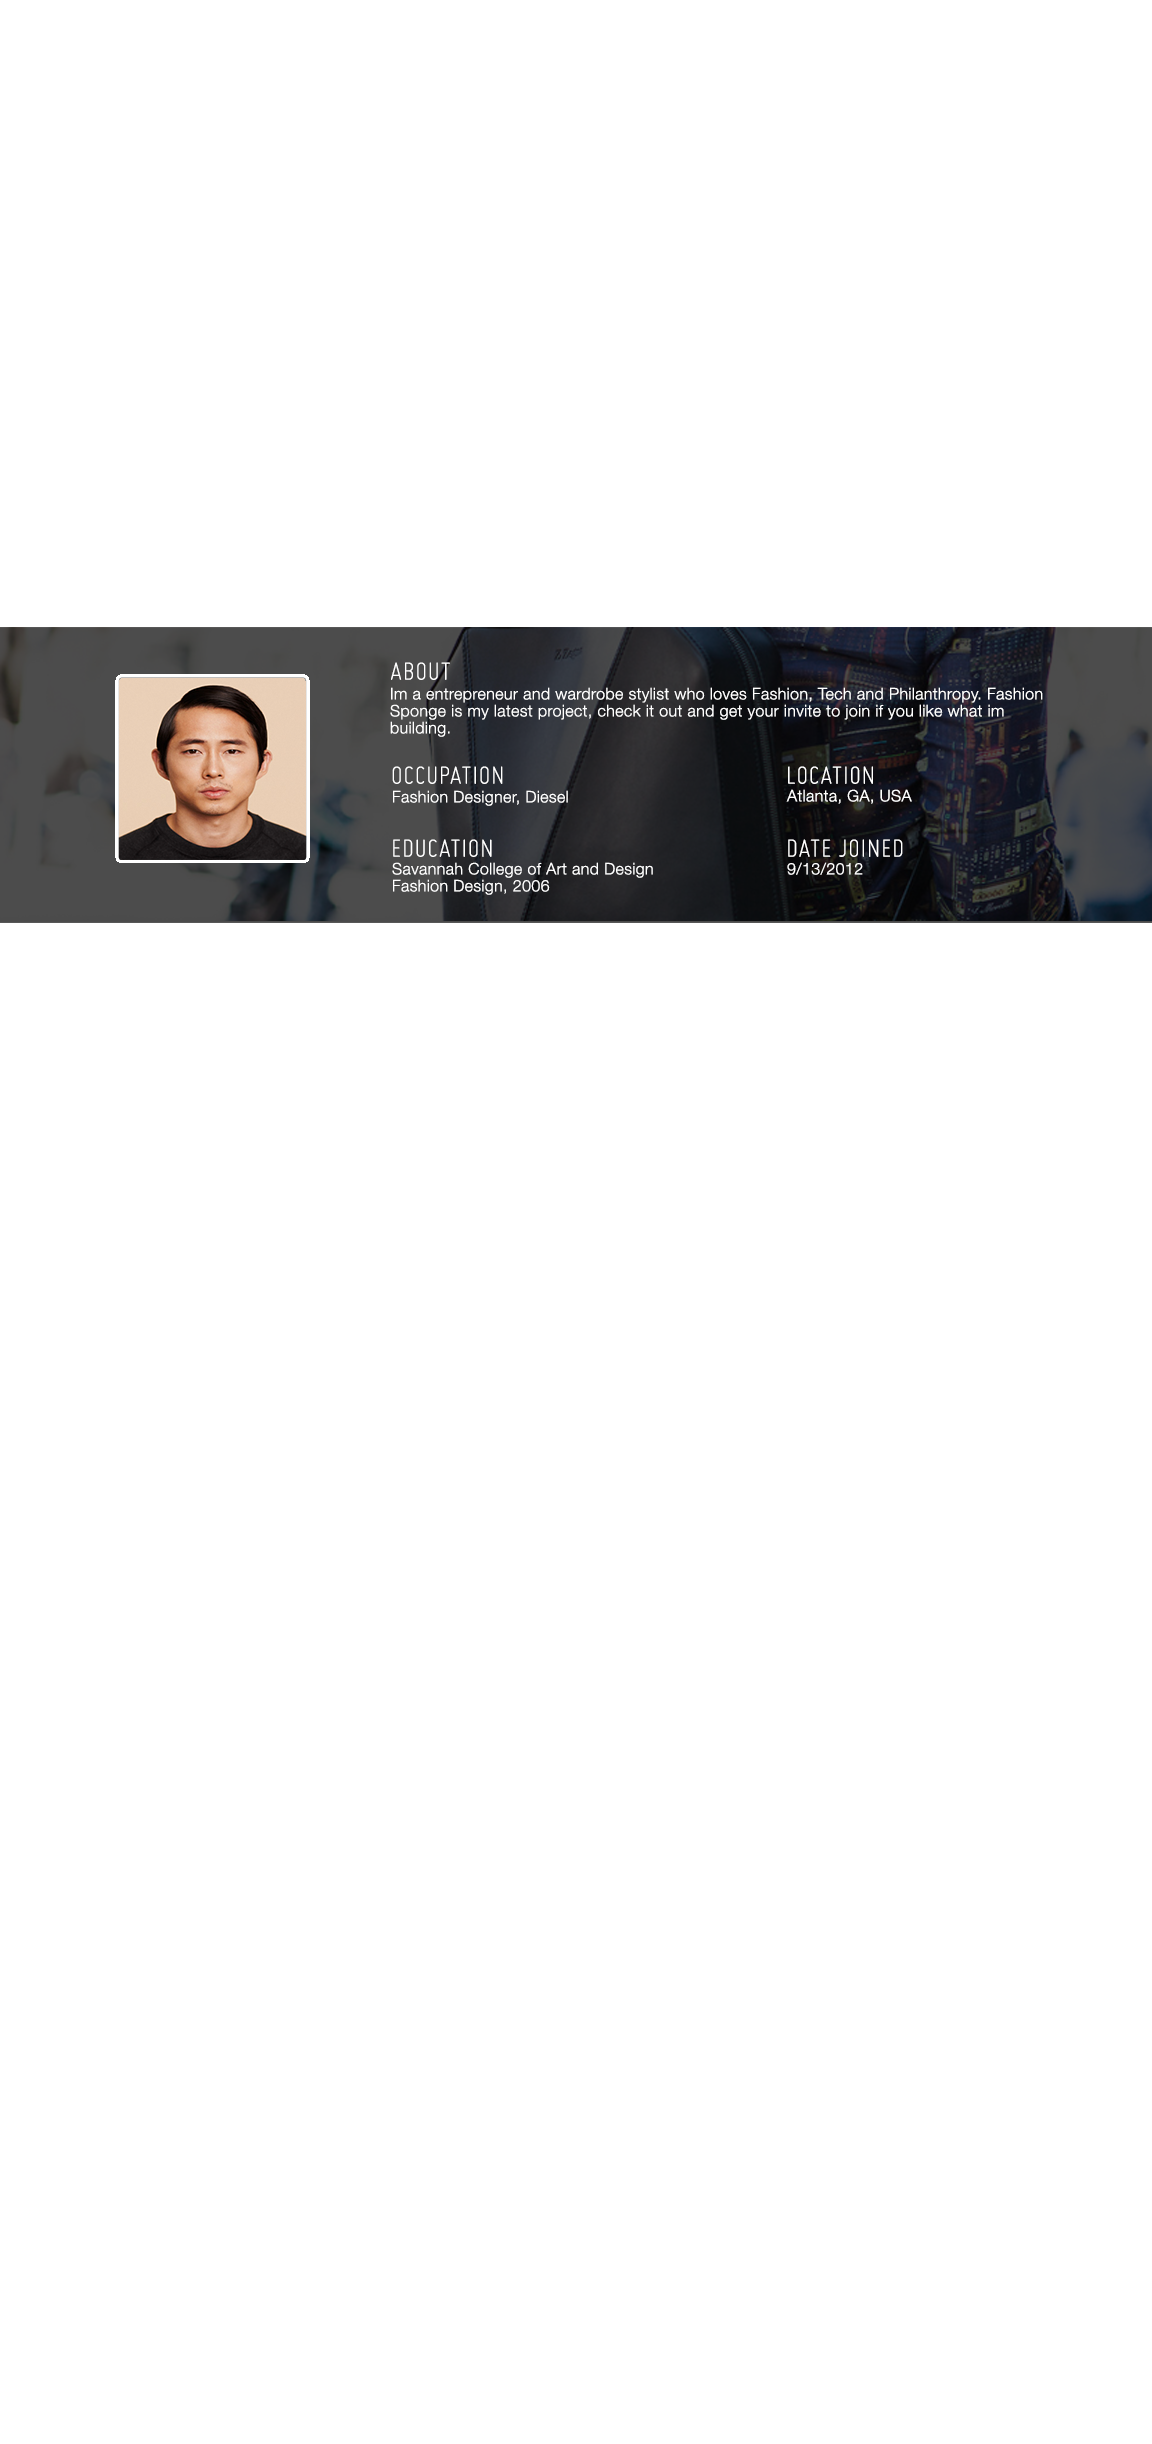 ABOUT
Im a entrepreneur and wardrobe stylist who loves Fashion, Tech and Philanthropy. Fashion
Sponge is my latest project, check it out and get your invite to join if you like what im
building.
OCCUPATION
Fashion Designer, Diesel
LOCATION
Atlanta, GA, USA
EDUCATION
Savannah College of Art and Design
Fashion Design, 2006
DATE JOINED
9/13/2012